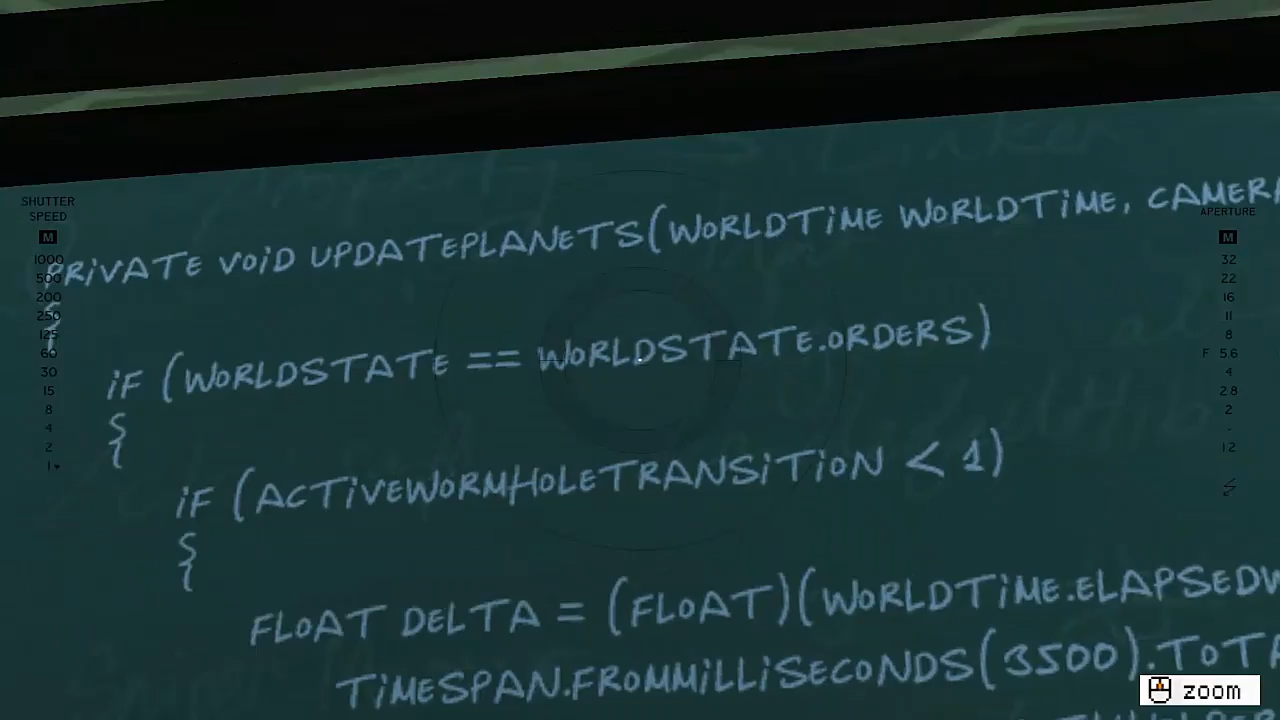 SHUTTER
SPEED
M
1000
500
200
250
125
60
30
15
8
4
2
1
PRIVATE VOID UPDATEPLANETS(WORLDTIME WORLDTIME, CAMERA
{
IF (WORLDSTATE == WORLDSTATE.ORDERS)
{
IF (ACTIVEWORMHOLETRANSITION < 1)
{
FLOAT DELTA = (FLOAT)(WORLDTIME.ELAPSEDW
TIMESPAN.FROMMILLISECONDS(3500).TOTA
APERTURE
M
32
22
16
11
8
F 5.6
4
2.8
2
-
1.2
zoom